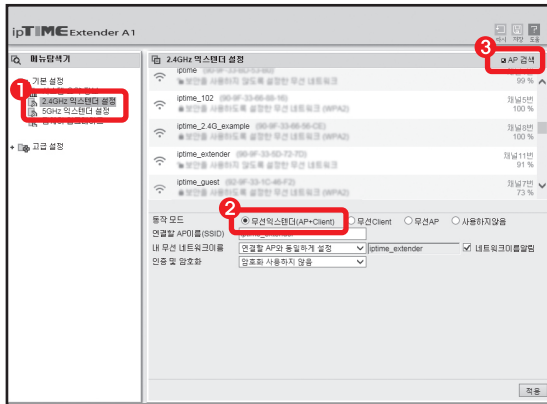 ipTIME Extender A1
메뉴탐색기
기본 설정
2.4GHz 익스텐더 설정
5GHz 익스텐더 설정
고급 설정
1
2.4GHz 익스텐더 설정
3
AP 검색
99 %
iptime_102
채널5번
100 %
iptime_2.4G_example
채널8번
100 %
iptime_extender
채널11번
91 %
iptime_guest
채널7번
73 %
2
동작 모드 무선익스텐더(AP+Client) 무선Client 무선AP 사용하지않음
연결할 AP이름(SSID) iptime_extender
내 무선 네트워크이름 연결할 AP와 동일하게 설정 iptime_extender 네트워크이름알림
인증 및 암호화 암호화 사용하지 않음
적용